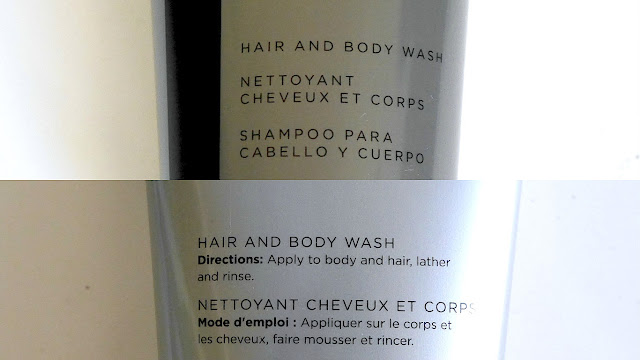 HAIR AND BODY WASH
NETTOYANT
CHEVEUX ET CORPS
SHAMPOO PARA
CABELLO Y CUERPO
HAIR AND BODY WASH
Directions: Apply to body and hair, lather
and rinse.
NETTOYANT CHEVEUX ET CORPS
Mode d'emploi : Appliquer sur le corps et
les cheveux, faire mousser et rincer.